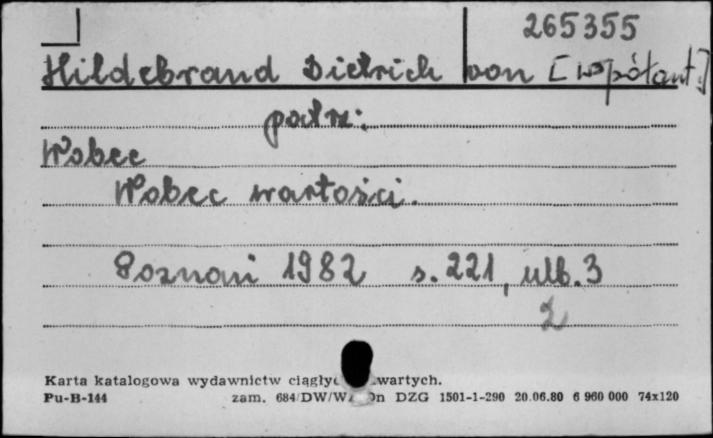 265355
Hildebrand Dietrich von [współaut.]
patrz:
Wobec
Wobec wartości.
Poznań 1982 s. 221, ulb. 3
2
Karta katalogowa wydawnictw ciągły wartych.
Pu-B-144 zam. 684/DW/W DZG 1501-1-290 20.06.80 6 960 000 74x120